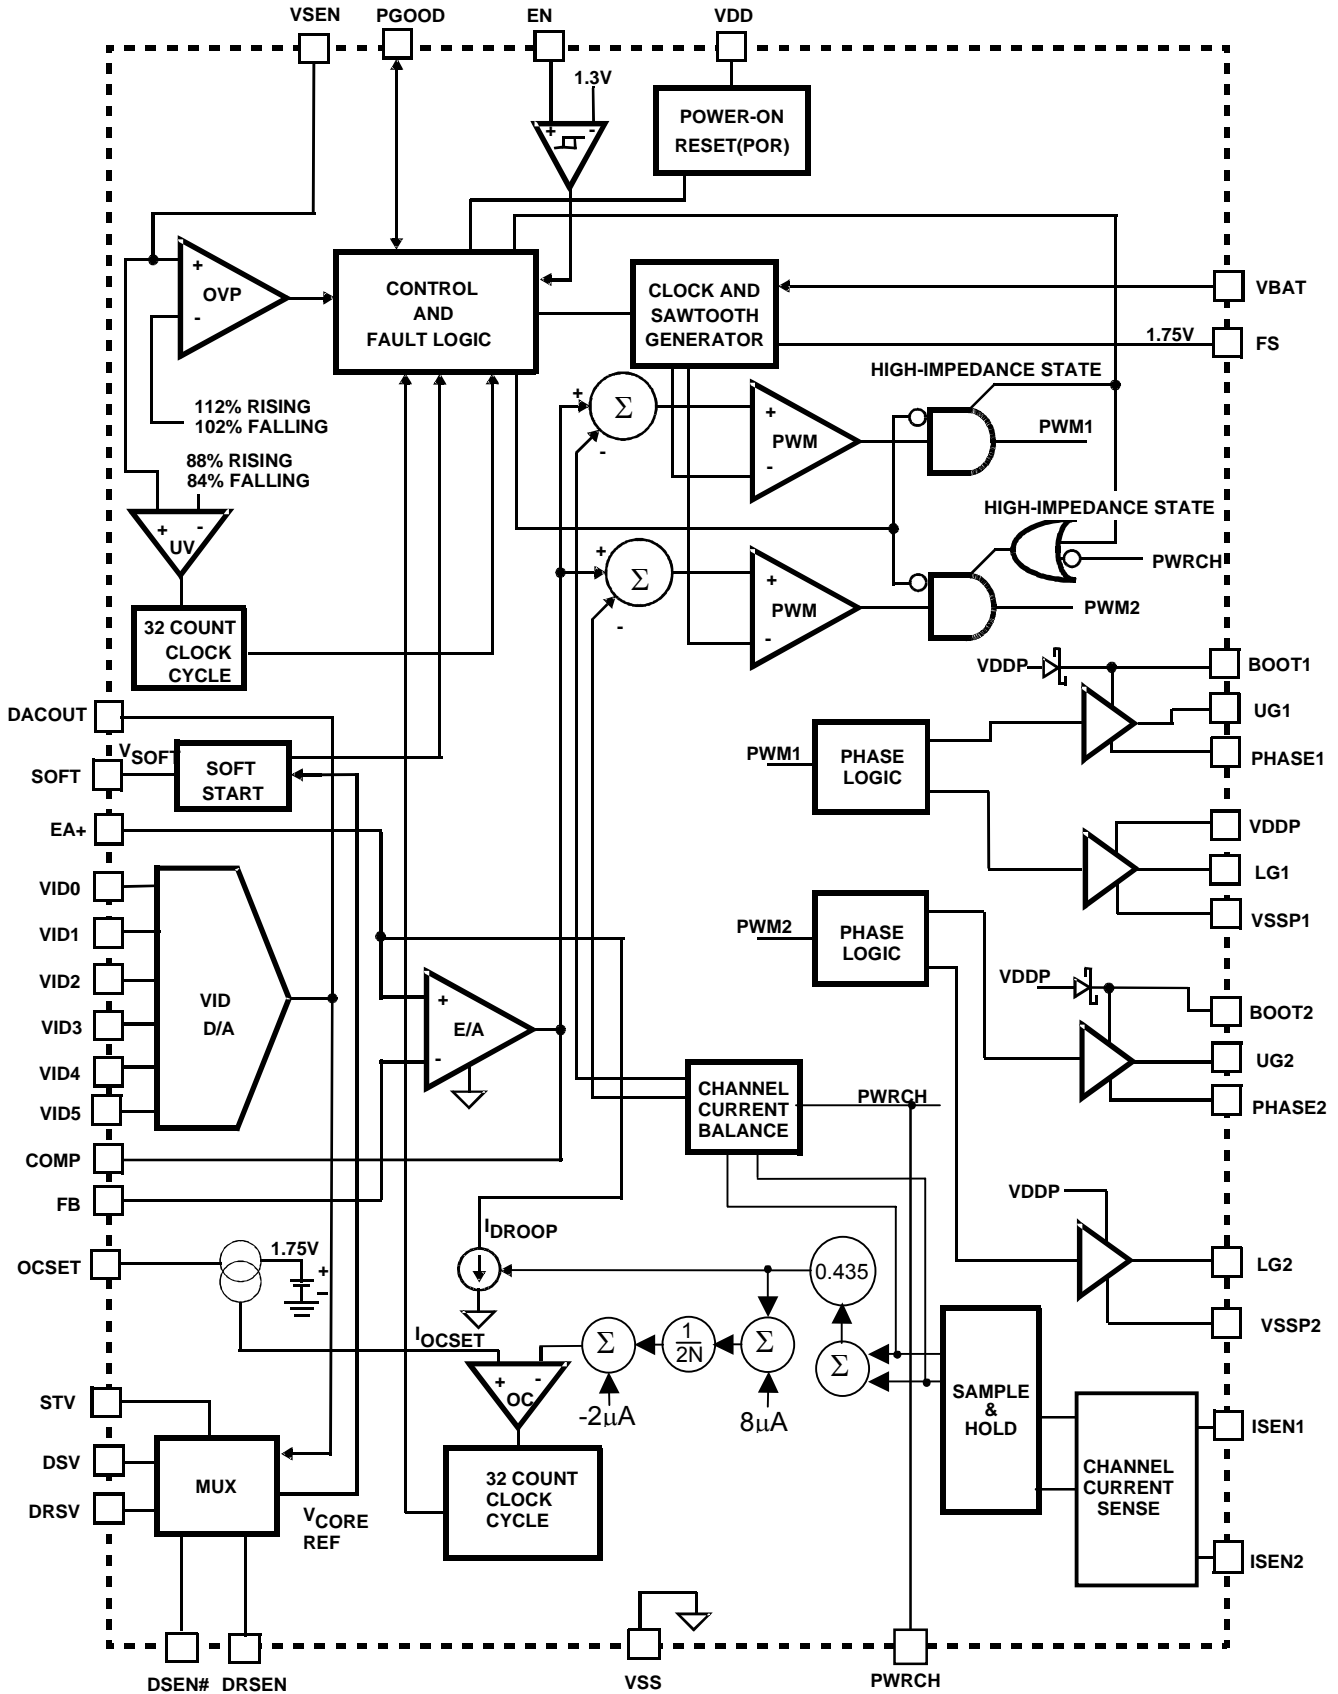 VSEN
PGOOD
EN
VDD
1.3V
+
-
POWER-ON
RESET(POR)
+
OVP
-
CONTROL
AND
FAULT LOGIC
CLOCK AND
SAWTOOTH
GENERATOR
VBAT
1.75V
FS
HIGH-IMPEDANCE STATE
112% RISING
102% FALLING
+
Σ
-
+
PWM
-
PWM1
88% RISING
84% FALLING
+
-
UV
HIGH-IMPEDANCE STATE
PWRCH
+
Σ
-
+
PWM
-
PWM2
32 COUNT
CLOCK
CYCLE
VDDP
BOOT1
UG1
PHASE1
DACOUT
VSOFT
SOFT
SOFT
START
PWM1
PHASE
LOGIC
EA+
VDDP
LG1
VSSP1
VID0
VID1
VID2
VID3
VID4
VID5
VID
D/A
+
E/A
-
PWM2
PHASE
LOGIC
VDDP
BOOT2
UG2
PHASE2
CHANNEL
CURRENT
BALANCE
PWRCH
COMP
FB
IDROOP
VDDP
OCSET
1.75V
+
-
0.435
LG2
VSSP2
IOCSET
Σ
1
2N
Σ
Σ
+
-
OC
-2μA
8μA
SAMPLE
&
HOLD
STV
DSV
DRSV
MUX
VCORE
REF
32 COUNT
CLOCK
CYCLE
CHANNEL
CURRENT
SENSE
ISEN1
ISEN2
DSEN#
DRSEN
VSS
PWRCH